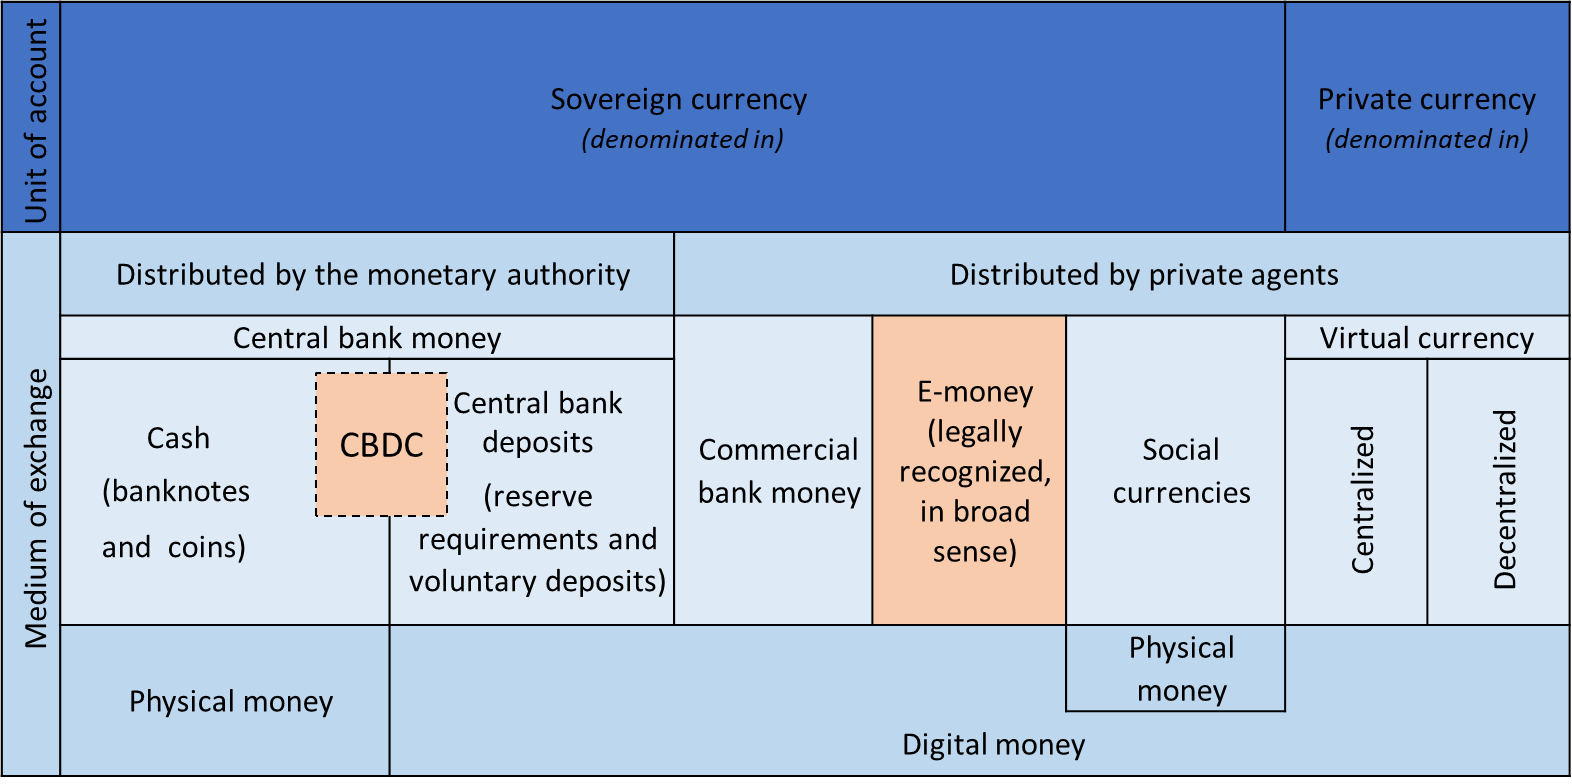 Unit of account
Sovereign currency
(denominated in)
Private currency
(denominated in)
Medium of exchange
Distributed by the monetary authority
Distributed by private agents
Central bank money
Virtual currency
Cash
(banknotes
and coins)
CBDC
Central bank
deposits
(reserve
requirements and
voluntary deposits)
Commercial
bank money
E-money
(legally
recognized,
in broad
sense)
Social
currencies
Centralized
Decentralized
Physical money
Physical
money
Digital money